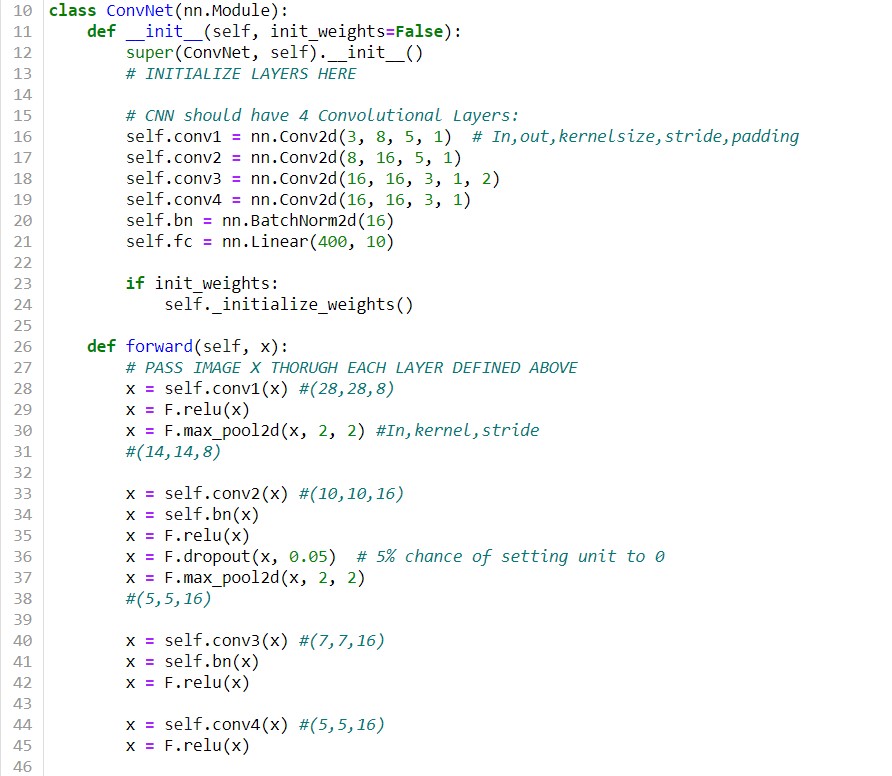 10 class ConvNet(nn.Module):
11     def __init__(self, init_weights=False):
12         super(ConvNet, self).__init__()
13         # INITIALIZE LAYERS HERE
14
15         # CNN should have 4 Convolutional Layers:
16         self.conv1 = nn.Conv2d(3, 8, 5, 1)  # In,out,kernelsize,stride,padding
17         self.conv2 = nn.Conv2d(8, 16, 5, 1)
18         self.conv3 = nn.Conv2d(16, 16, 3, 1, 2)
19         self.conv4 = nn.Conv2d(16, 16, 3, 1)
20         self.bn = nn.BatchNorm2d(16)
21         self.fc = nn.Linear(400, 10)
22
23         if init_weights:
24             self._initialize_weights()
25
26     def forward(self, x):
27         # PASS IMAGE X THORUGH EACH LAYER DEFINED ABOVE
28         x = self.conv1(x) #(28,28,8)
29         x = F.relu(x)
30         x = F.max_pool2d(x, 2, 2) #In,kernel,stride
31         #(14,14,8)
32
33         x = self.conv2(x) #(10,10,16)
34         x = self.bn(x)
35         x = F.relu(x)
36         x = F.dropout(x, 0.05)  # 5% chance of setting unit to 0
37         x = F.max_pool2d(x, 2, 2)
38         #(5,5,16)
39
40         x = self.conv3(x) #(7,7,16)
41         x = self.bn(x)
42         x = F.relu(x)
43
44         x = self.conv4(x) #(5,5,16)
45         x = F.relu(x)
46